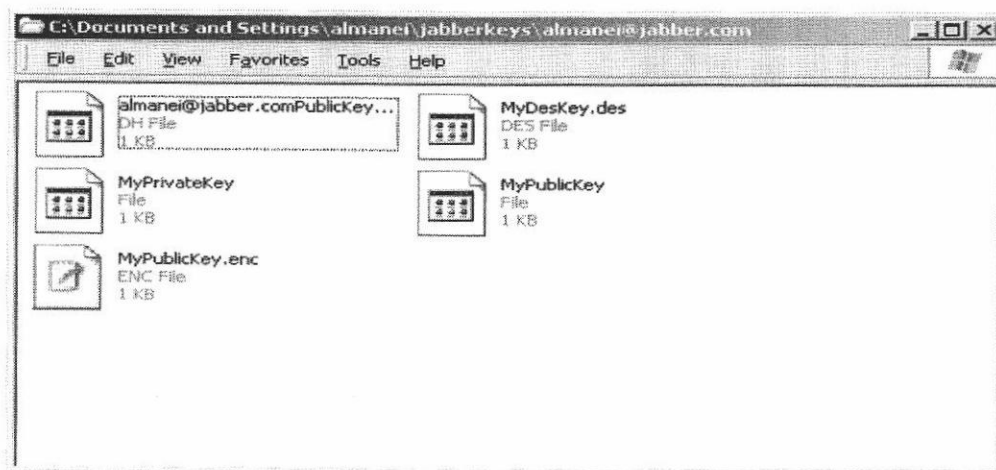 C:\Documents and Settings\almanei\jabberkeys\almanei@jabber.com
File Edit View Favorites Tools Help
almanei@jabber.comPublicKey...
DH File
1 KB
MyDesKey.des
DES File
1 KB
MyPrivateKey
File
1 KB
MyPublicKey
File
1 KB
MyPublicKey.enc
ENC File
1 KB